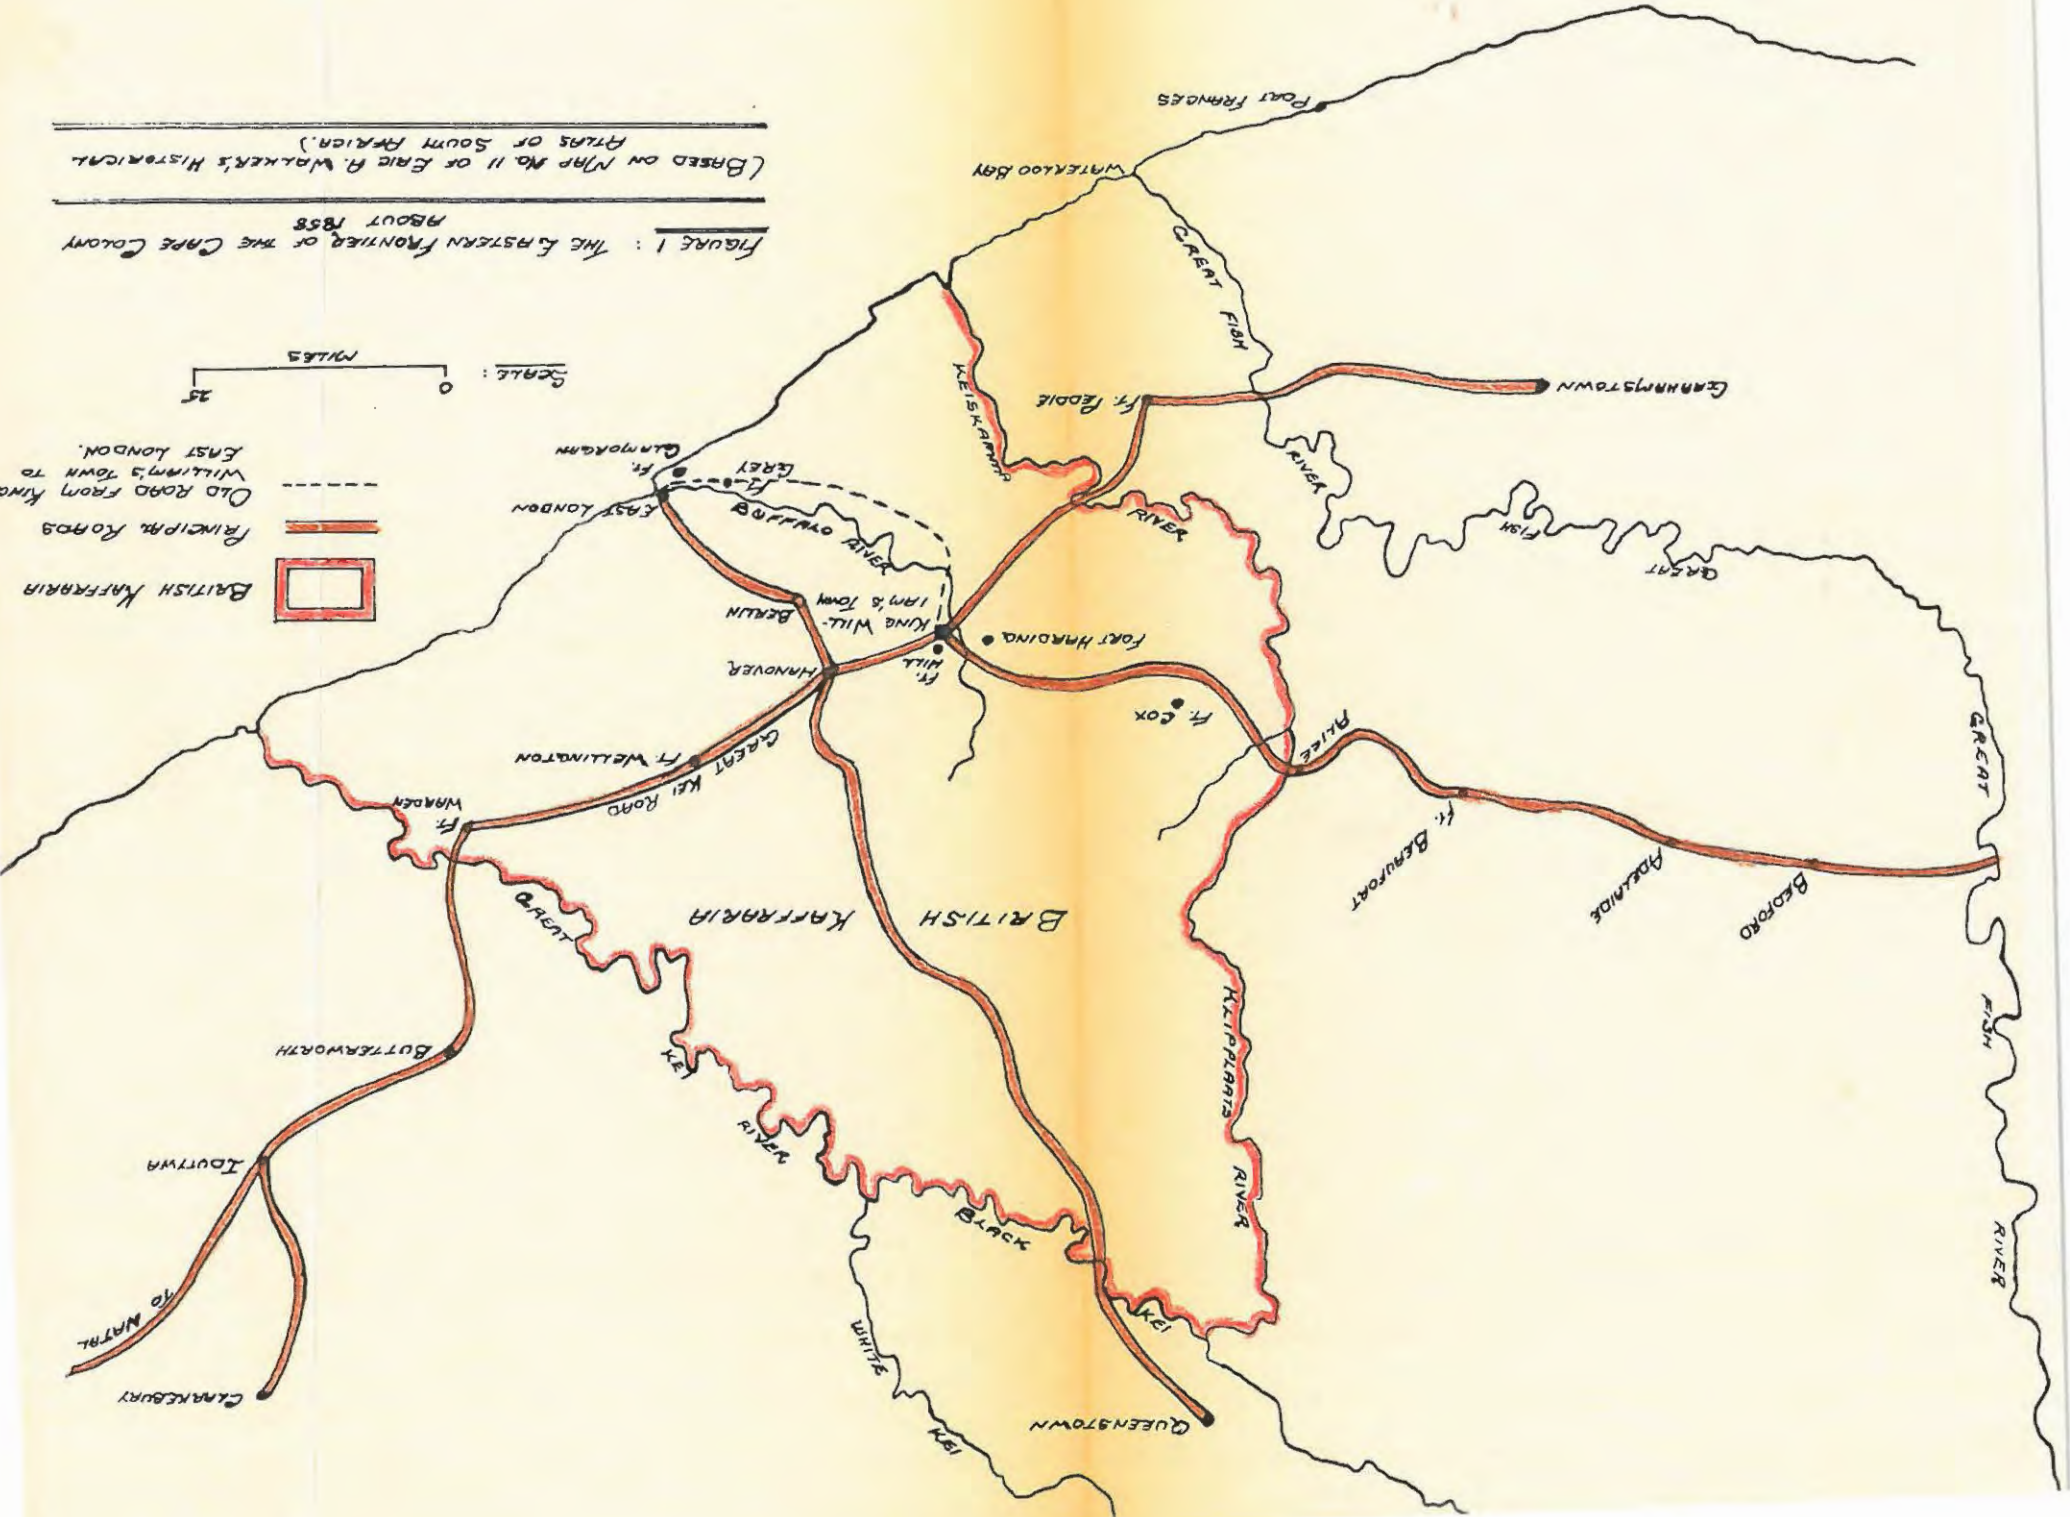 KEI
QUEENSTOWN
CLARKEBURY
WHITE
TO NATAL
KEI
RIVER
BLACK
RIVER
IDUTYWA
RIVER
KLIPPLAATS
KEI
BUTTERWORTH
FISH
GREAT
BRITISH KAFFRARIA
BEDFORD
ADELAIDE
FT. BEAUFORT
FT.
WARDEN
GREAT KEI ROAD
FT. WELLINGTON
GREAT
ALICE
FT. COX
HANOVER
FT.
HILL
FORT HARDING
KING WILL-
IAM'S TOWN
BERLIN
BRITISH KAFFRARIA
PRINCIPAL ROADS
OLD ROAD FROM KING
WILLIAM'S TOWN TO
EAST LONDON.
GREAT
FISH
RIVER
RIVER
BUFFALO RIVER
EAST LONDON
FT.
GREY
FT.
GLAMORGAN
KEISKAMMA
FT. PEDDIE
GRAHAMSTOWN
SCALE:
0
25
MILES
GREAT FISH
FIGURE 1: THE EASTERN FRONTIER OF THE CAPE COLONY
ABOUT 1858
(BASED ON MAP NO. 11 OF ERIC A. WALKER'S HISTORICAL
ATLAS OF SOUTH AFRICA.)
WATERLOO BAY
PORT FRANCES